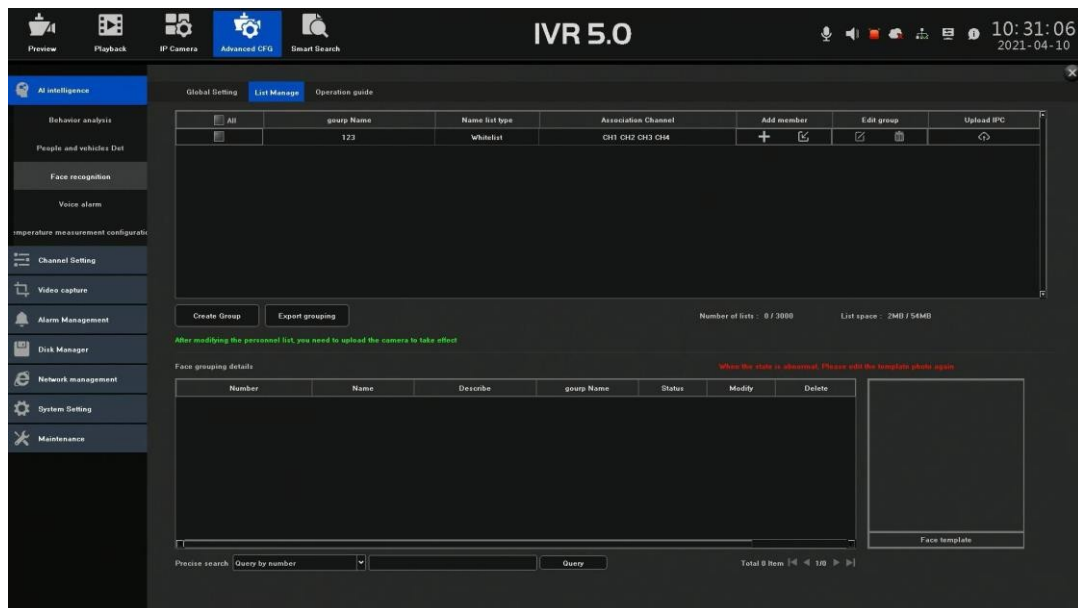 IVR 5.0
10:31:06
2021-04-10
Preview Playback IP Camera Advanced CFG Smart Search
AI intelligence
Behavior analysis
People and vehicles Det
Face recognition
Voice alarm
emperature measurement configuratio
Channel Setting
Video capture
Alarm Management
Disk Manager
Network management
System Setting
Maintenance
Global Setting List Manage Operation guide
All gourp Name Name list type Association Channel Add member Edit group Upload IPC
123 Whitelist CH1 CH2 CH3 CH4
Create Group Export grouping Number of lists : 0 / 3000 List space : 2MB / 54MB
After modifying the personnel list, you need to upload the camera to take effect
Face grouping details When the state is abnormal, Please edit the template photo again
Number Name Describe gourp Name Status Modify Delete
Face template
Precise search Query by number Query Total 0 Item 1/0